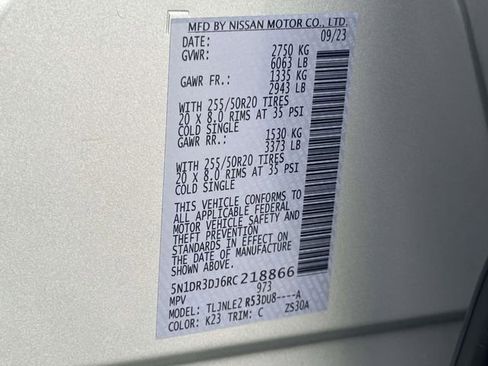 MFD BY NISSAN MOTOR CO., LTD.
DATE: 09/23
GVWR: 2750 KG
6063 LB
GAWR FR.: 1335 KG
2943 LB
WITH 255/50R20 TIRES
20 X 8.0 RIMS AT 35 PSI
COLD SINGLE
GAWR RR.: 1530 KG
3373 LB
WITH 255/50R20 TIRES
20 X 8.0 RIMS AT 35 PSI
COLD SINGLE
THIS VEHICLE CONFORMS TO
ALL APPLICABLE FEDERAL
MOTOR VEHICLE SAFETY AND
THEFT PREVENTION
STANDARDS IN EFFECT ON
THE DATE OF MANUFACTURE
SHOWN ABOVE.
5N1DR3DJ6RC218866
MPV 973
MODEL: TLJNLE2 R53DU8----A
COLOR: K23 TRIM: C ZS30A